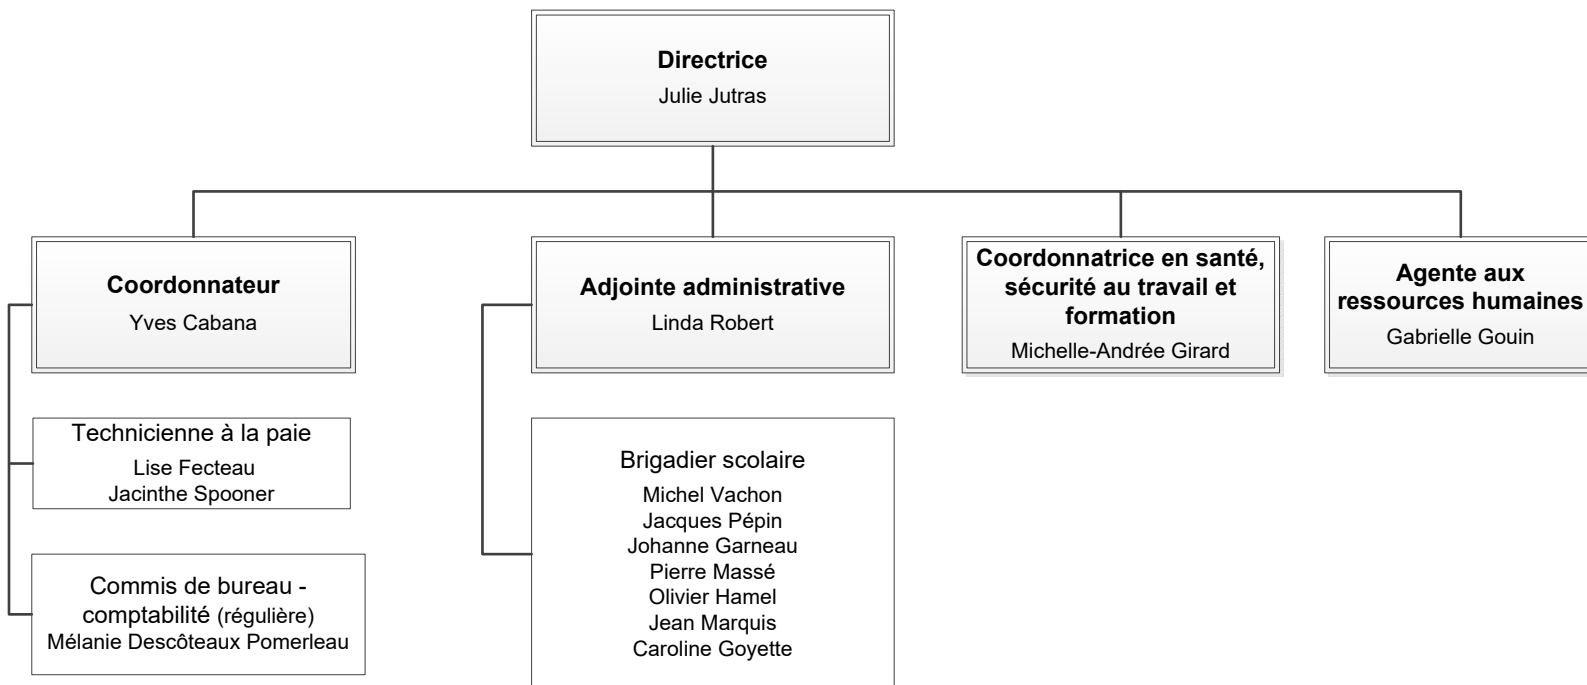 Directrice
Julie Jutras
Coordonnateur
Yves Cabana
Technicienne à la paie
Lise Fecteau
Jacinthe Spooner
Commis de bureau -
comptabilité (régulière)
Mélanie Descôteaux Pomerleau
Adjointe administrative
Linda Robert
Brigadier scolaire
Michel Vachon
Jacques Pépin
Johanne Garneau
Pierre Massé
Olivier Hamel
Jean Marquis
Caroline Goyette
Coordonnatrice en santé,
sécurité au travail et
formation
Michelle-Andrée Girard
Agente aux
ressources humaines
Gabrielle Gouin